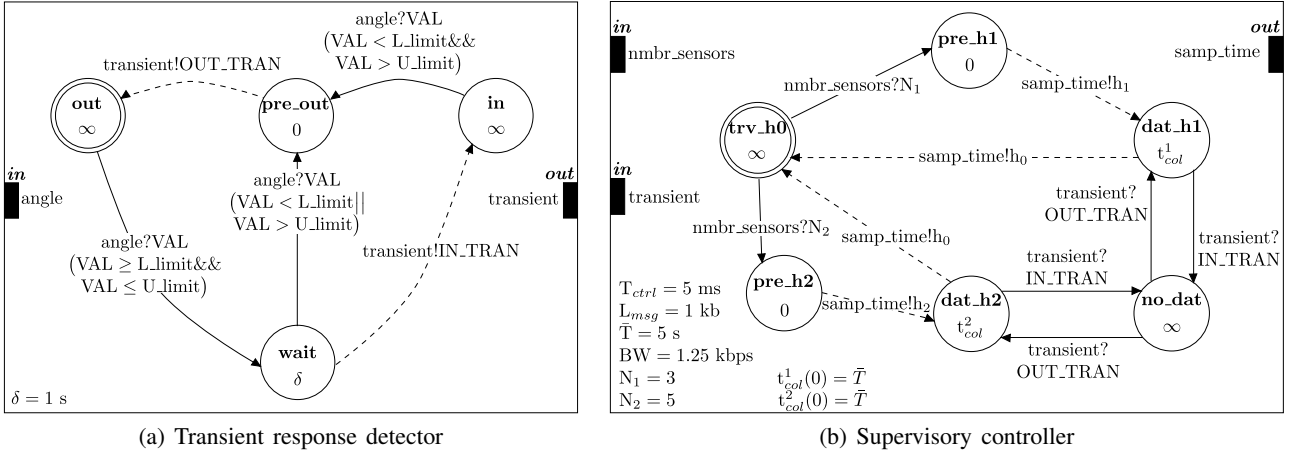 angle?VAL
(VAL < L_limit&&
VAL > U_limit)
transient!OUT_TRAN
out
∞
pre_out
0
in
∞
in
angle
out
transient
angle?VAL
(VAL < L_limit||
VAL > U_limit)
angle?VAL
(VAL ≥ L_limit&&
VAL ≤ U_limit)
transient!IN_TRAN
wait
δ
δ = 1 s
(a) Transient response detector
in
nmbr_sensors
out
samp_time
pre_h1
0
nmbr_sensors?N₁
samp_time!h₁
trv_h0
∞
dat_h1
t¹col
samp_time!h₀
in
transient
transient?
OUT_TRAN
nmbr_sensors?N₂
samp_time!h₀
transient?
IN_TRAN
transient?
IN_TRAN
pre_h2
0
samp_time!h₂
dat_h2
t²col
no_dat
∞
transient?
OUT_TRAN
Tctrl = 5 ms
Lmsg = 1 kb
T̄ = 5 s
BW = 1.25 kbps
N₁ = 3 t¹col(0) = T̄
N₂ = 5 t²col(0) = T̄
(b) Supervisory controller